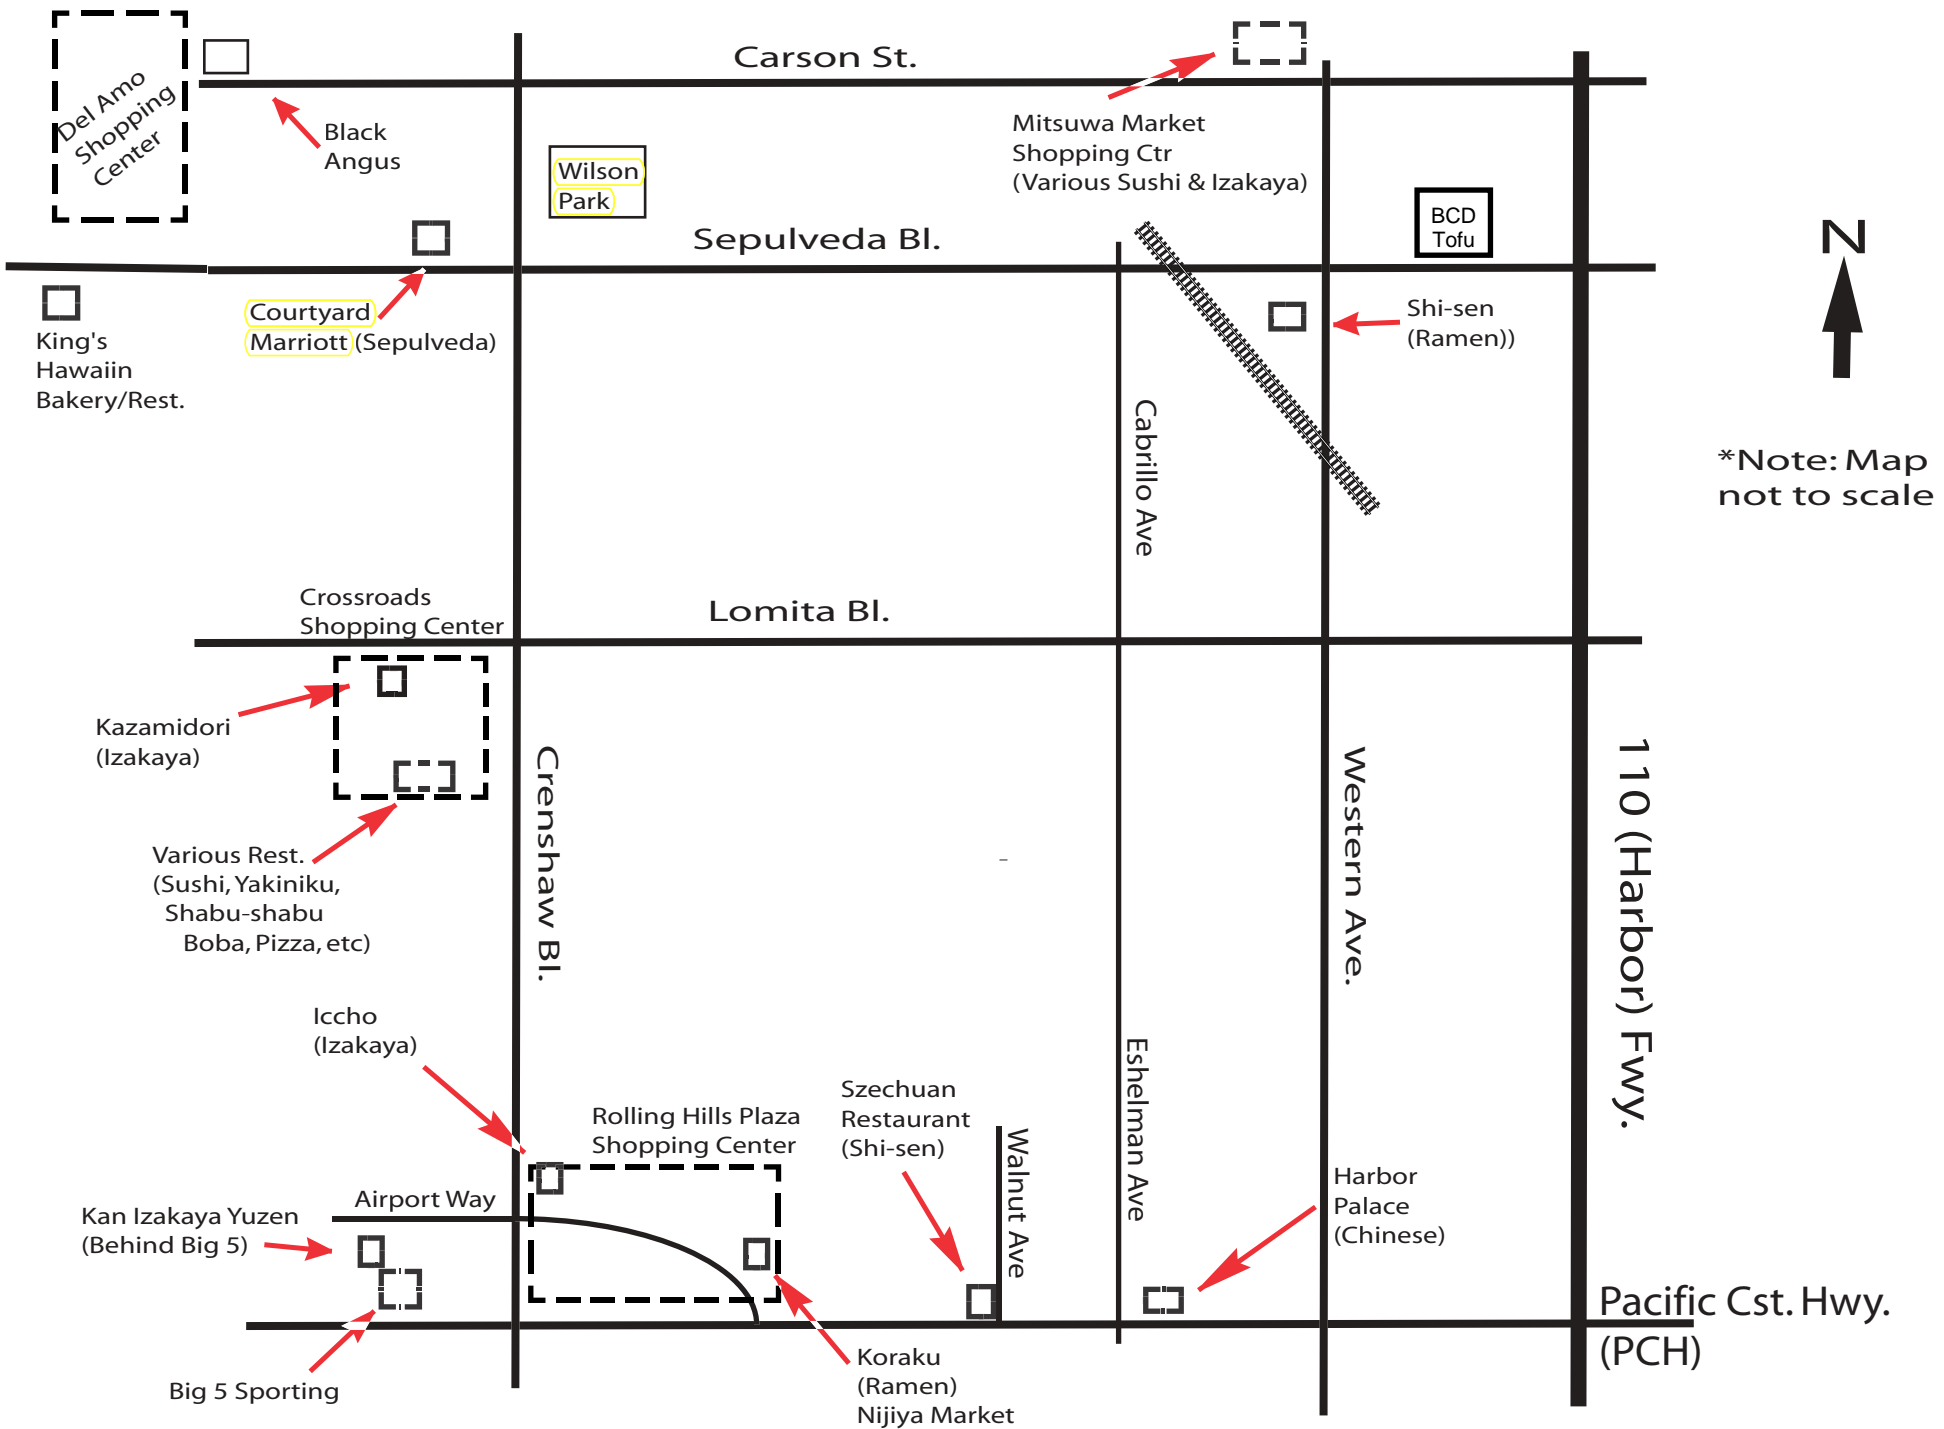 Carson St.
Del Amo
Shopping
Center
Black
Angus
Mitsuwa Market
Shopping Ctr
(Various Sushi & Izakaya)
Wilson
Park
BCD
Tofu
N
Sepulveda Bl.
King's
Hawaiin
Bakery/Rest.
Courtyard
Marriott (Sepulveda)
Shi-sen
(Ramen))
Cabrillo Ave
*Note: Map
not to scale
Crossroads
Shopping Center
Lomita Bl.
Kazamidori
(Izakaya)
Various Rest.
(Sushi, Yakiniku,
Shabu-shabu
Boba, Pizza, etc)
Crenshaw Bl.
Western Ave.
110 (Harbor) Fwy.
Iccho
(Izakaya)
Rolling Hills Plaza
Shopping Center
Szechuan
Restaurant
(Shi-sen)
Walnut Ave
Eshelman Ave
Harbor
Palace
(Chinese)
Airport Way
Kan Izakaya Yuzen
(Behind Big 5)
Big 5 Sporting
Koraku
(Ramen)
Nijiya Market
Pacific Cst. Hwy.
(PCH)